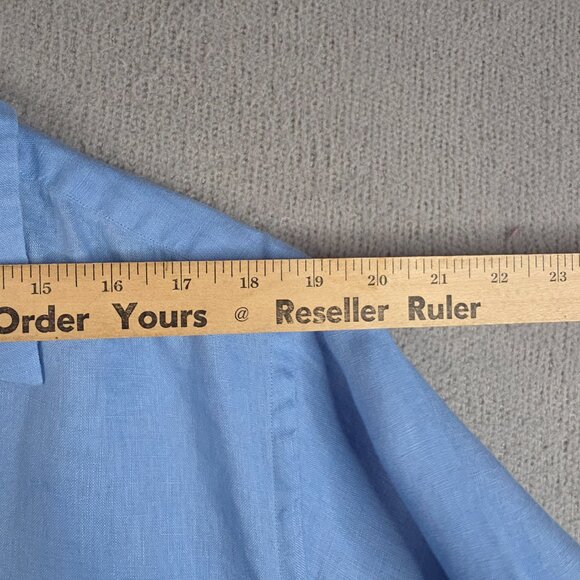 15 16 17 18 19 20 21 22 23
Order Yours @ Reseller Ruler